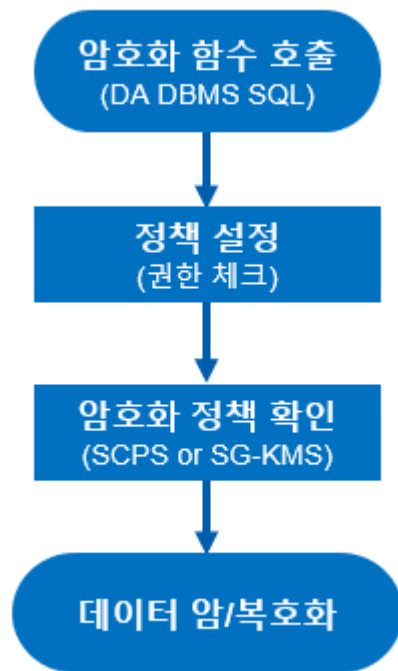 암호화 함수 호출
(DA DBMS SQL)
정책 설정
(권한 체크)
암호화 정책 확인
(SCPS or SG-KMS)
데이터 암/복호화